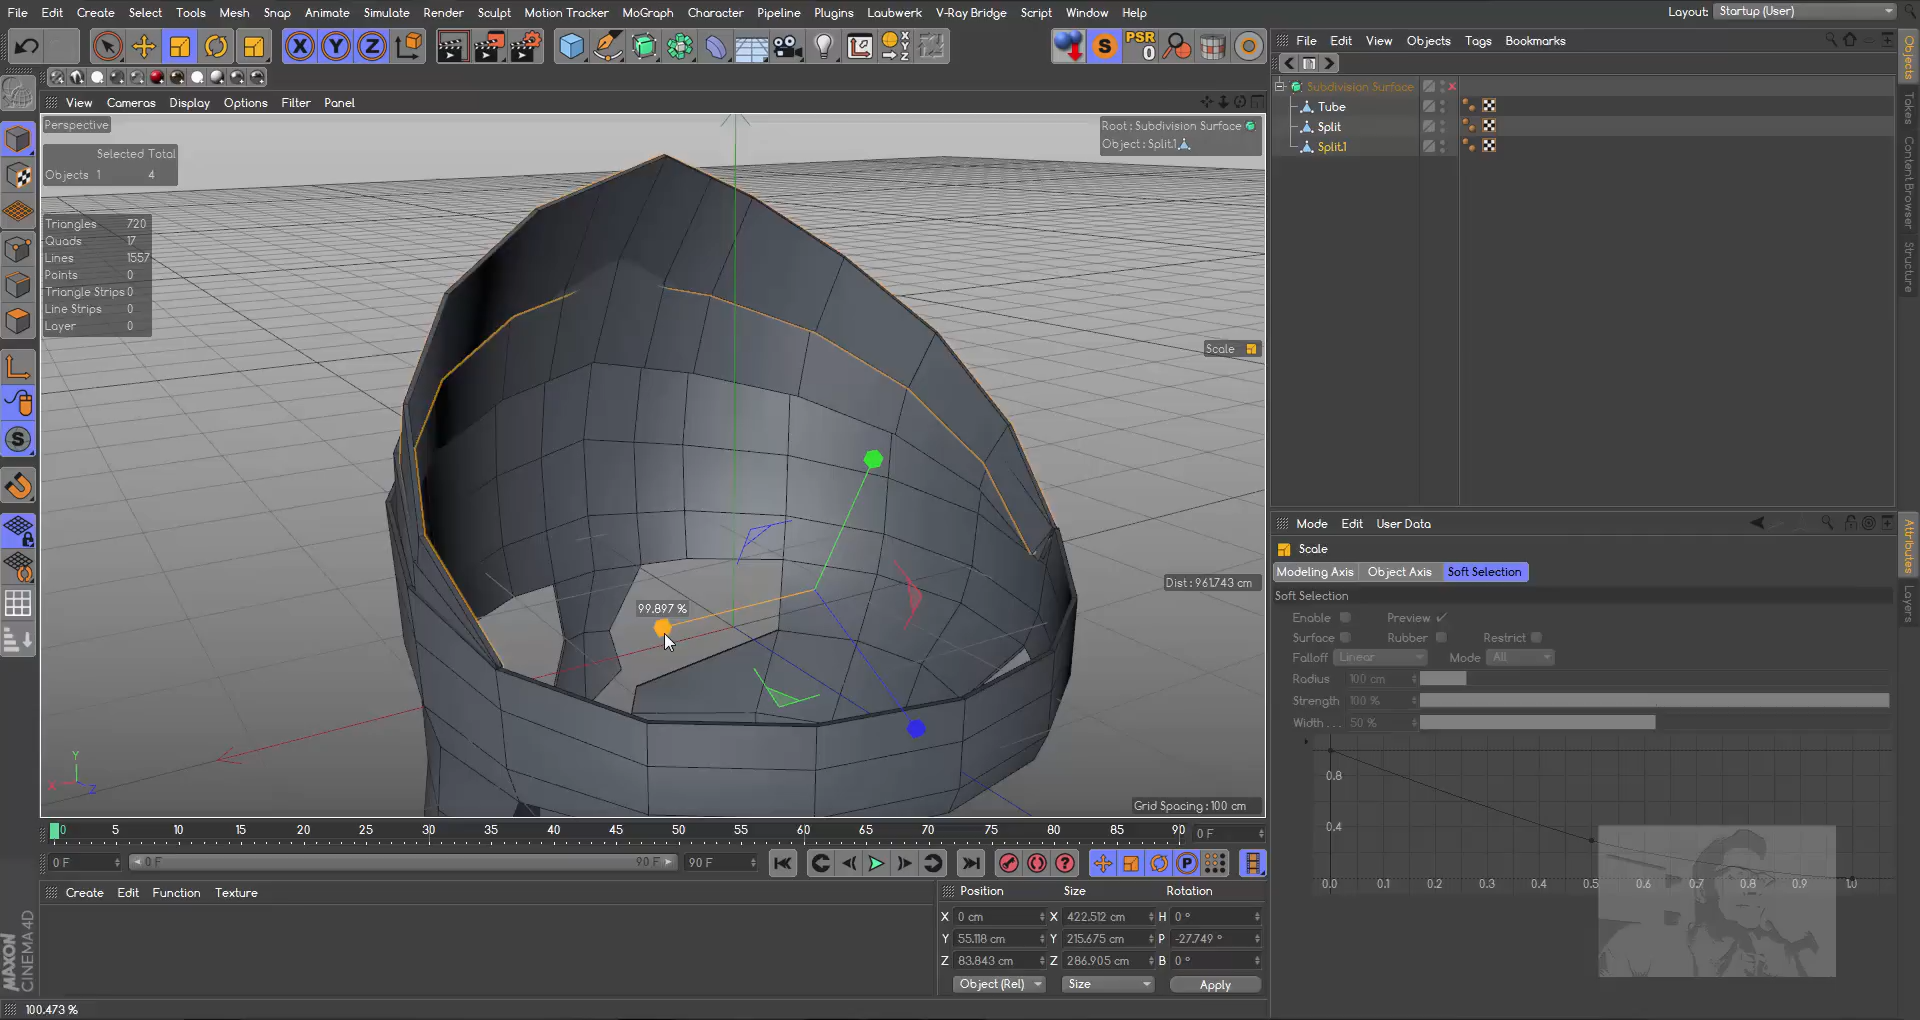 File Edit Create Select Tools Mesh Snap Animate Simulate Render Sculpt Motion Tracker MoGraph Character Pipeline Plugins Laubwerk V-Ray Bridge Script Window Help
Layout: Startup (User)
X Y Z
S PSR 0
X Y Z
File Edit View Objects Tags Bookmarks
View Cameras Display Options Filter Panel
Perspective
Selected Total
Objects 1 4
Triangles 720
Quads 17
Lines 1557
Points 0
Triangle Strips 0
Line Strips 0
Layer 0
Root : Subdivision Surface
Object : Split.1
Scale
Dist : 961.743 cm
99.897 %
Grid Spacing : 100 cm
Y
X
Z
Subdivision Surface
Tube
Split
Split.1
Objects
Takes
Content Browser
Structure
Mode Edit User Data
Scale
Modeling Axis Object Axis Soft Selection
Soft Selection
Enable Preview
Surface Rubber Restrict
Falloff Linear Mode All
Radius 100 cm
Strength 100 %
Width . . . 50 %
0.8
0.4
0.0 0.1 0.2 0.3 0.4 0.5 0.6 0.7 0.8 0.9 1.0
Attributes
Layers
0 5 10 15 20 25 30 35 40 45 50 55 60 65 70 75 80 85 90 0 F
0 F 0 F 90 F 90 F
Create Edit Function Texture
Position Size Rotation
X 0 cm X 422.512 cm H 0 °
Y 55.118 cm Y 215.675 cm P -27.749 °
Z 83.843 cm Z 286.905 cm B 0 °
Object (Rel) Size Apply
MAXON CINEMA 4D
100.473 %